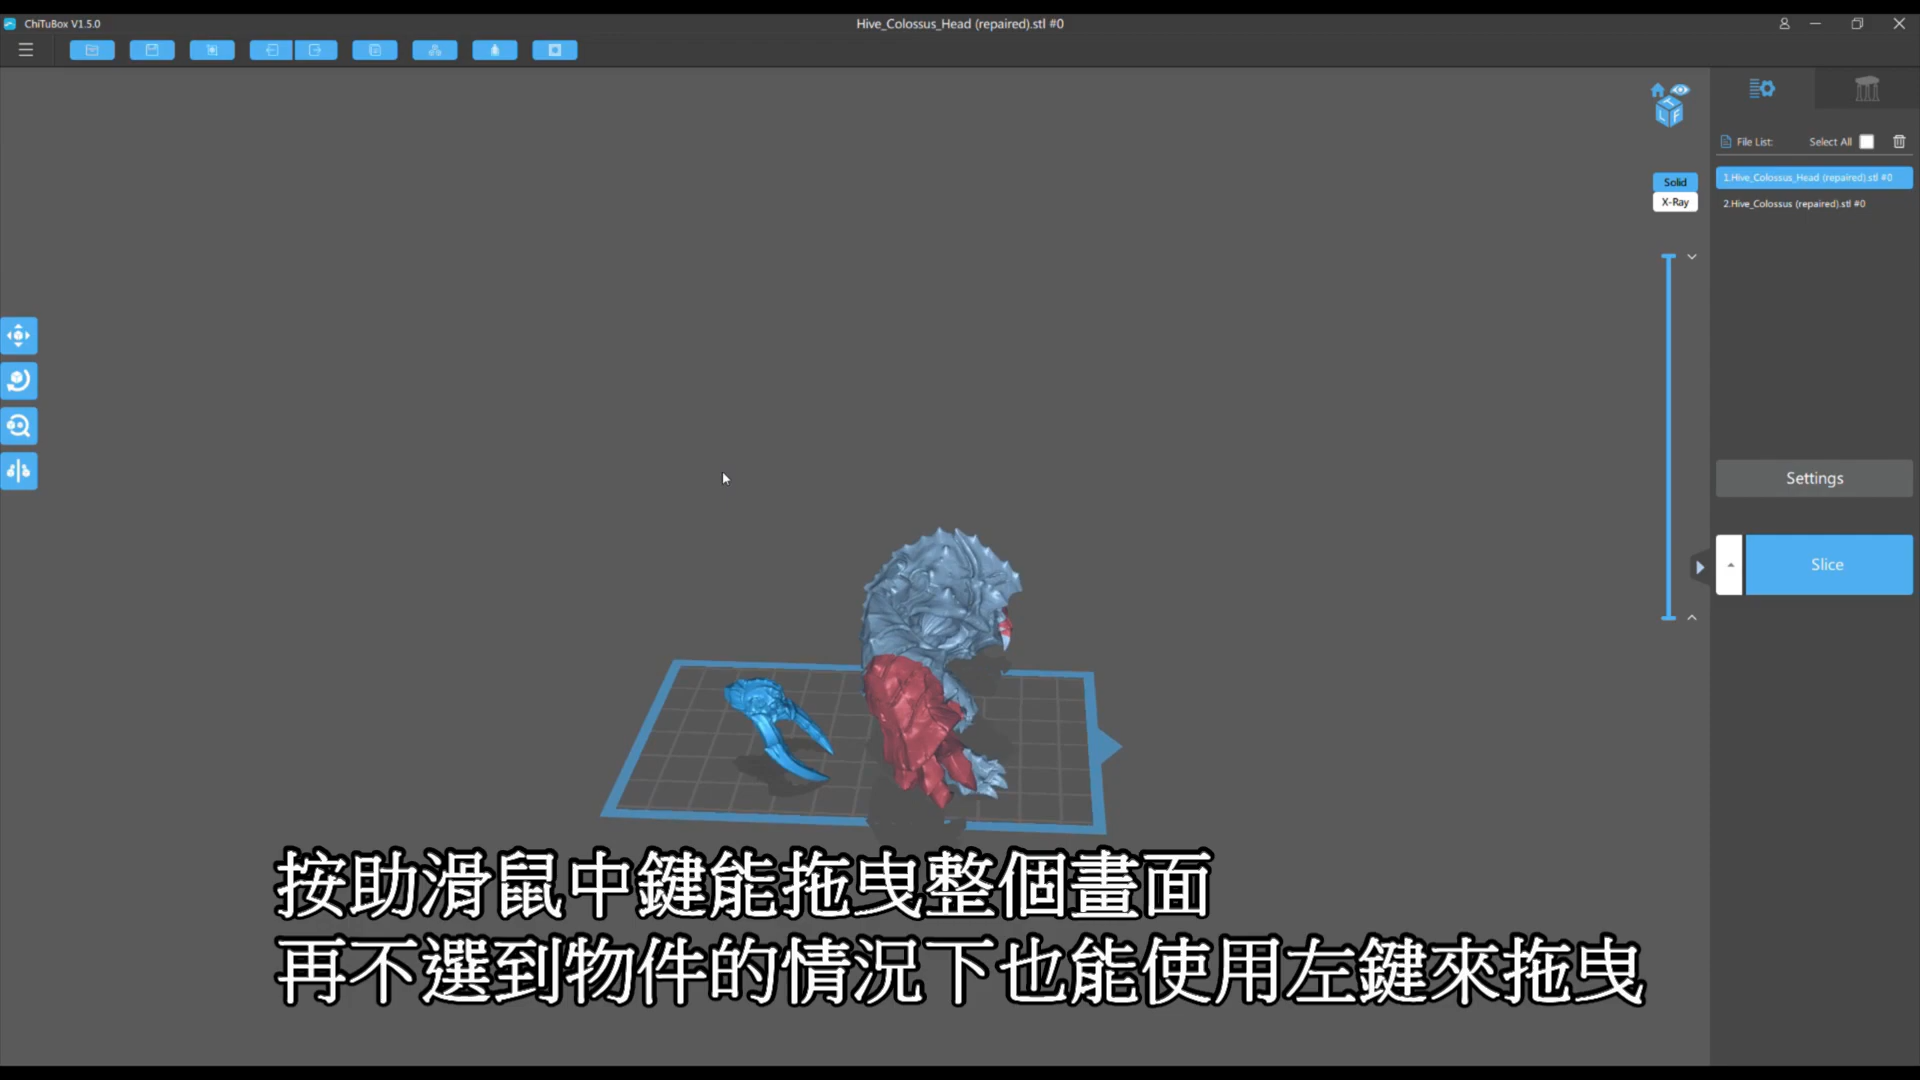 ChiTuBox V1.5.0
Hive_Colossus_Head (repaired).stl #0
File List:
Select All
1.Hive_Colossus_Head (repaired).stl #0
2.Hive_Colossus (repaired).stl #0
Solid
X-Ray
T
L F
Settings
Slice
按助滑鼠中鍵能拖曳整個畫面
再不選到物件的情況下也能使用左鍵來拖曳